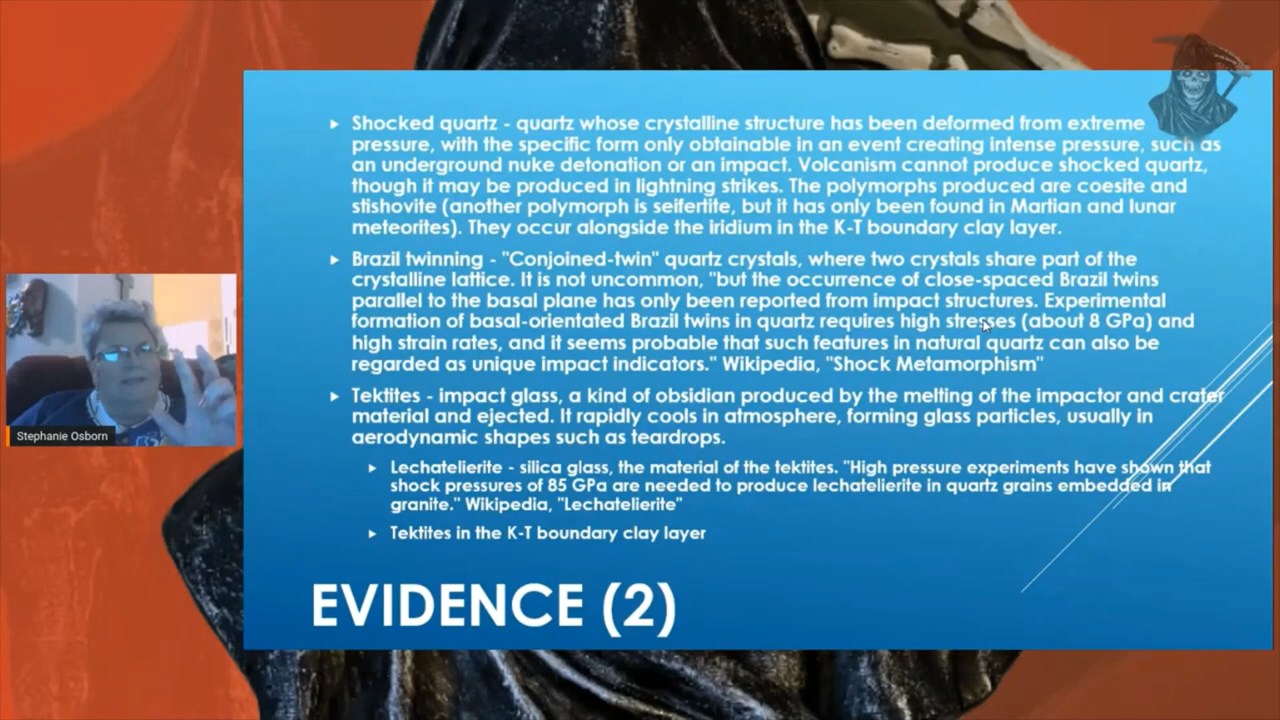 Shocked quartz - quartz whose crystalline structure has been deformed from extreme
pressure, with the specific form only obtainable in an event creating intense pressure, such as
an underground nuke detonation or an impact. Volcanism cannot produce shocked quartz,
though it may be produced in lightning strikes. The polymorphs produced are coesite and
stishovite (another polymorph is seifertite, but it has only been found in Martian and lunar
meteorites). They occur alongside the iridium in the K-T boundary clay layer.
Brazil twinning - "Conjoined-twin" quartz crystals, where two crystals share part of the
crystalline lattice. It is not uncommon, "but the occurrence of close-spaced Brazil twins
parallel to the basal plane has only been reported from impact structures. Experimental
formation of basal-orientated Brazil twins in quartz requires high stresses (about 8 GPa) and
high strain rates, and it seems probable that such features in natural quartz can also be
regarded as unique impact indicators." Wikipedia, "Shock Metamorphism"
Tektites - impact glass, a kind of obsidian produced by the melting of the impactor and crater
material and ejected. It rapidly cools in atmosphere, forming glass particles, usually in
aerodynamic shapes such as teardrops.
Lechatelierite - silica glass, the material of the tektites. "High pressure experiments have shown that
shock pressures of 85 GPa are needed to produce lechatelierite in quartz grains embedded in
granite." Wikipedia, "Lechatelierite"
Tektites in the K-T boundary clay layer
EVIDENCE (2)
Stephanie Osborn